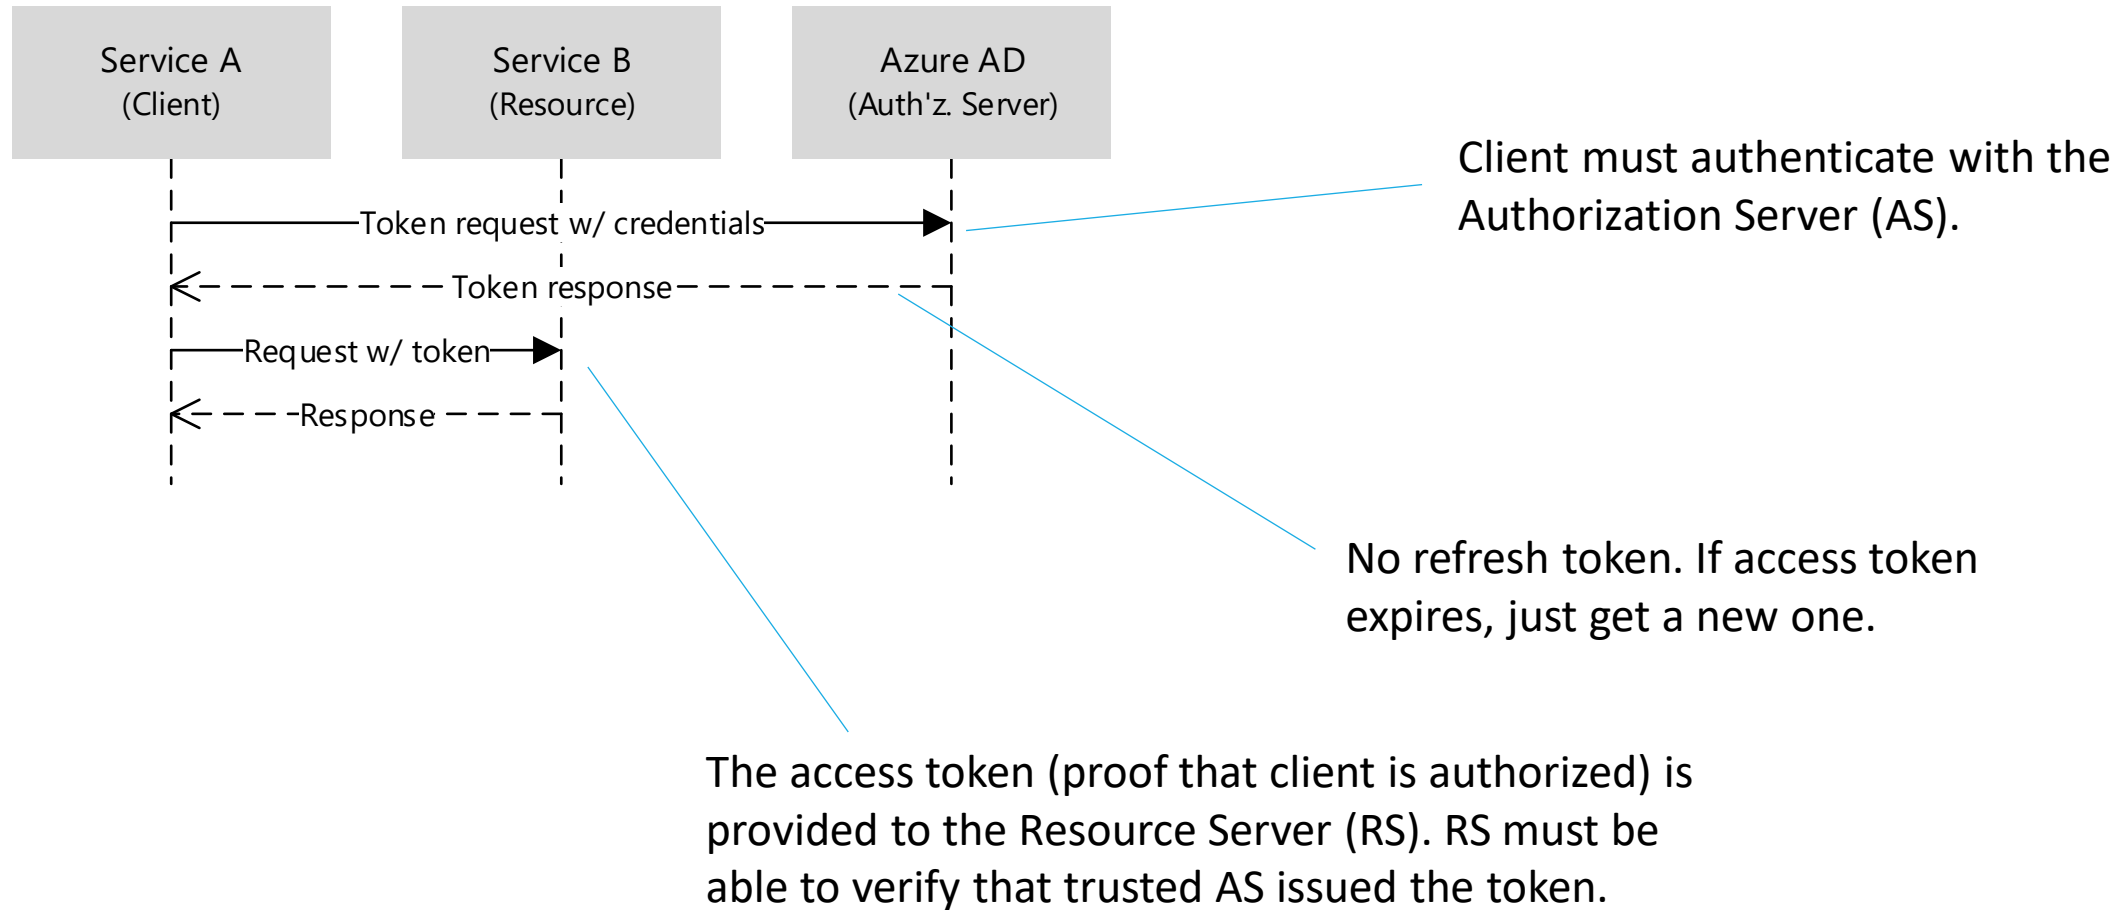 Service A
(Client)
Service B
(Resource)
Azure AD
(Auth'z. Server)
Token request w/ credentials
Token response
Request w/ token
Response
Client must authenticate with the
Authorization Server (AS).
No refresh token. If access token
expires, just get a new one.
The access token (proof that client is authorized) is
provided to the Resource Server (RS). RS must be
able to verify that trusted AS issued the token.